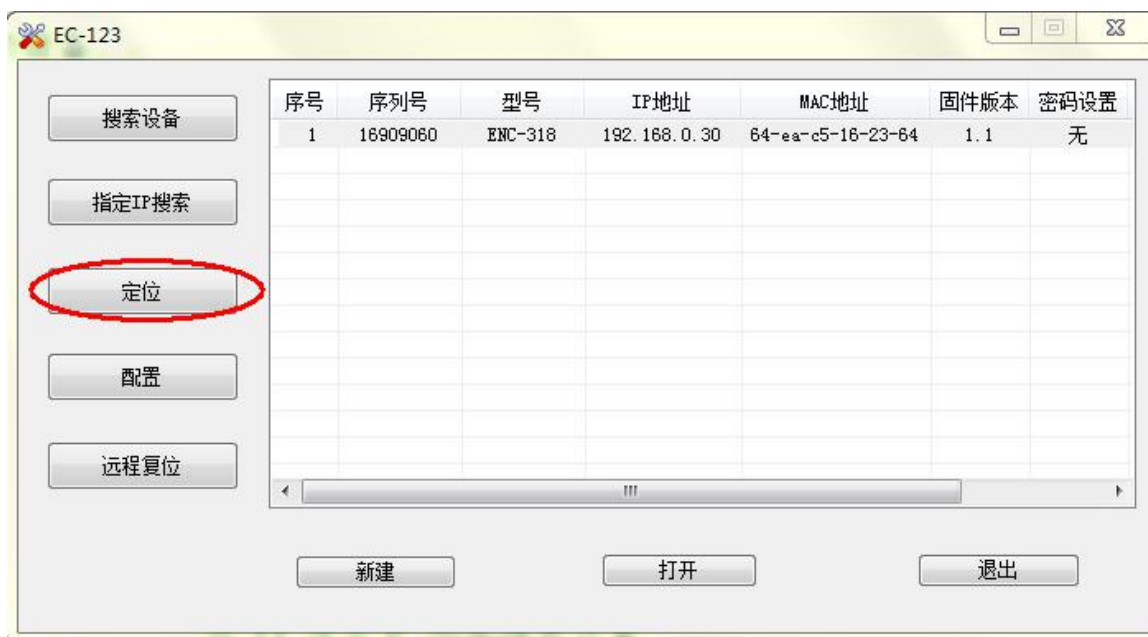 EC-123
搜索设备
指定IP搜索
定位
配置
远程复位
序号 序列号 型号 IP地址 MAC地址 固件版本 密码设置
1 16909060 ENC-318 192.168.0.30 64-ea-c5-16-23-64 1.1 无
新建 打开 退出